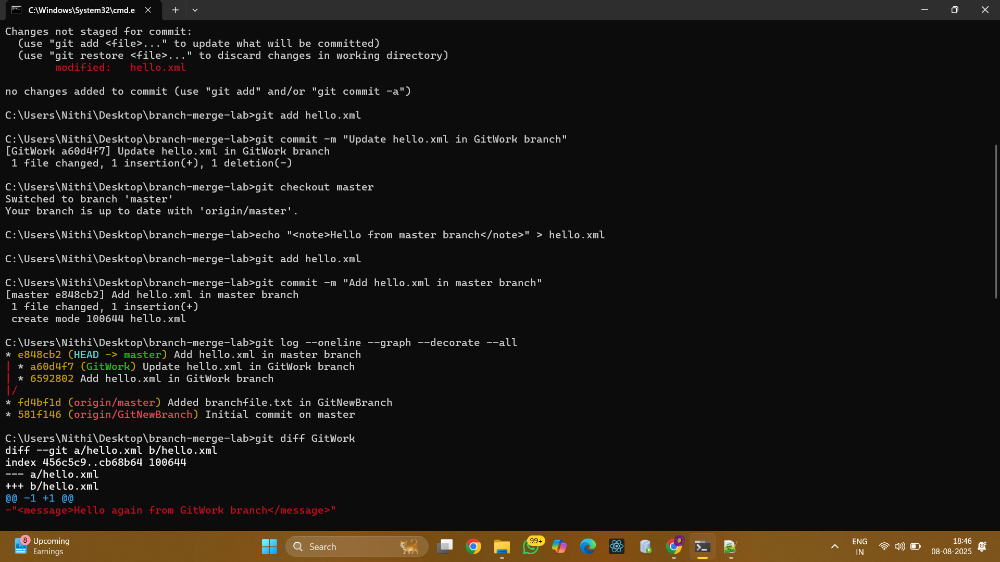 C:\Windows\System32\cmd.e
Changes not staged for commit:
  (use "git add <file>..." to update what will be committed)
  (use "git restore <file>..." to discard changes in working directory)
        modified:   hello.xml

no changes added to commit (use "git add" and/or "git commit -a")

C:\Users\Nithi\Desktop\branch-merge-lab>git add hello.xml

C:\Users\Nithi\Desktop\branch-merge-lab>git commit -m "Update hello.xml in GitWork branch"
[GitWork a60d4f7] Update hello.xml in GitWork branch
 1 file changed, 1 insertion(+), 1 deletion(-)

C:\Users\Nithi\Desktop\branch-merge-lab>git checkout master
Switched to branch 'master'
Your branch is up to date with 'origin/master'.

C:\Users\Nithi\Desktop\branch-merge-lab>echo "<note>Hello from master branch</note>" > hello.xml

C:\Users\Nithi\Desktop\branch-merge-lab>git add hello.xml

C:\Users\Nithi\Desktop\branch-merge-lab>git commit -m "Add hello.xml in master branch"
[master e848cb2] Add hello.xml in master branch
 1 file changed, 1 insertion(+)
 create mode 100644 hello.xml

C:\Users\Nithi\Desktop\branch-merge-lab>git log --oneline --graph --decorate --all
* e848cb2 (HEAD -> master) Add hello.xml in master branch
| * a60d4f7 (GitWork) Update hello.xml in GitWork branch
| * 6592802 Add hello.xml in GitWork branch
|/
* fd4bf1d (origin/master) Added branchfile.txt in GitNewBranch
* 581f146 (origin/GitNewBranch) Initial commit on master

C:\Users\Nithi\Desktop\branch-merge-lab>git diff GitWork
diff --git a/hello.xml b/hello.xml
index 456c5c9..cb68b64 100644
--- a/hello.xml
+++ b/hello.xml
@@ -1 +1 @@
-"<message>Hello again from GitWork branch</message>"
8
Upcoming
Earnings
Search
99+
ENG
IN
18:46
08-08-2025